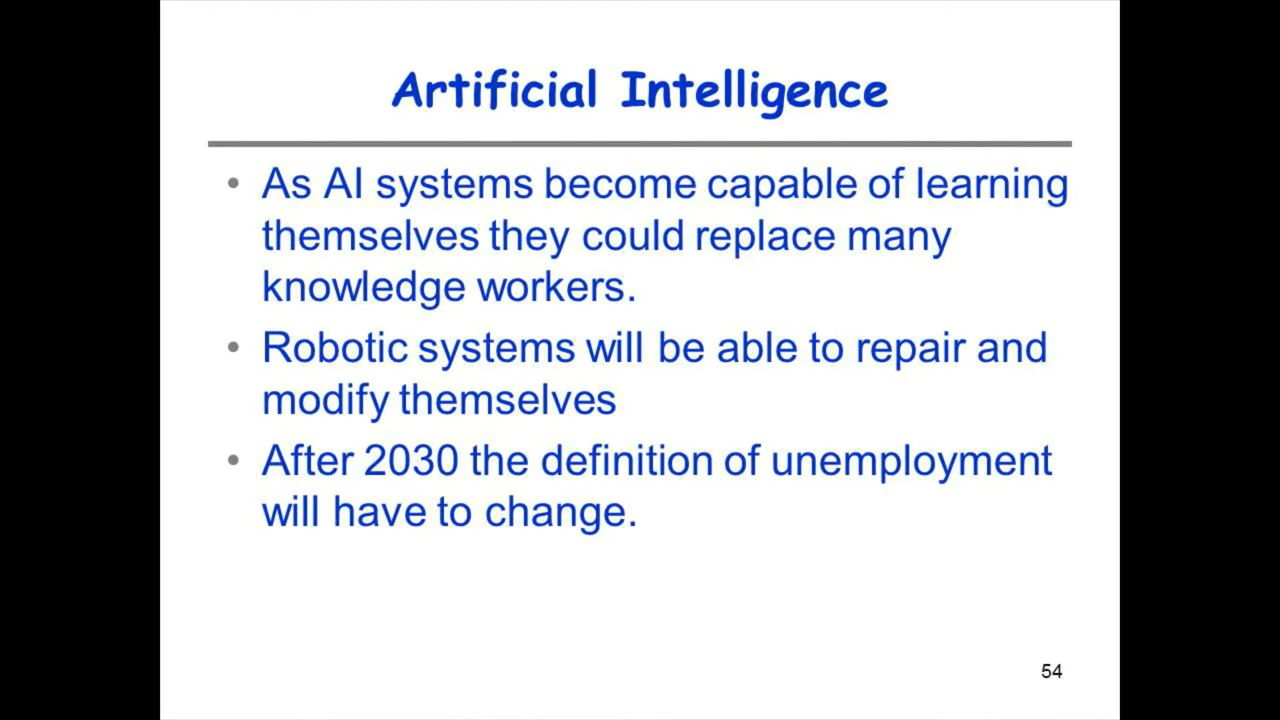 Artificial Intelligence
• As AI systems become capable of learning
themselves they could replace many
knowledge workers.
• Robotic systems will be able to repair and
modify themselves
• After 2030 the definition of unemployment
will have to change.
54